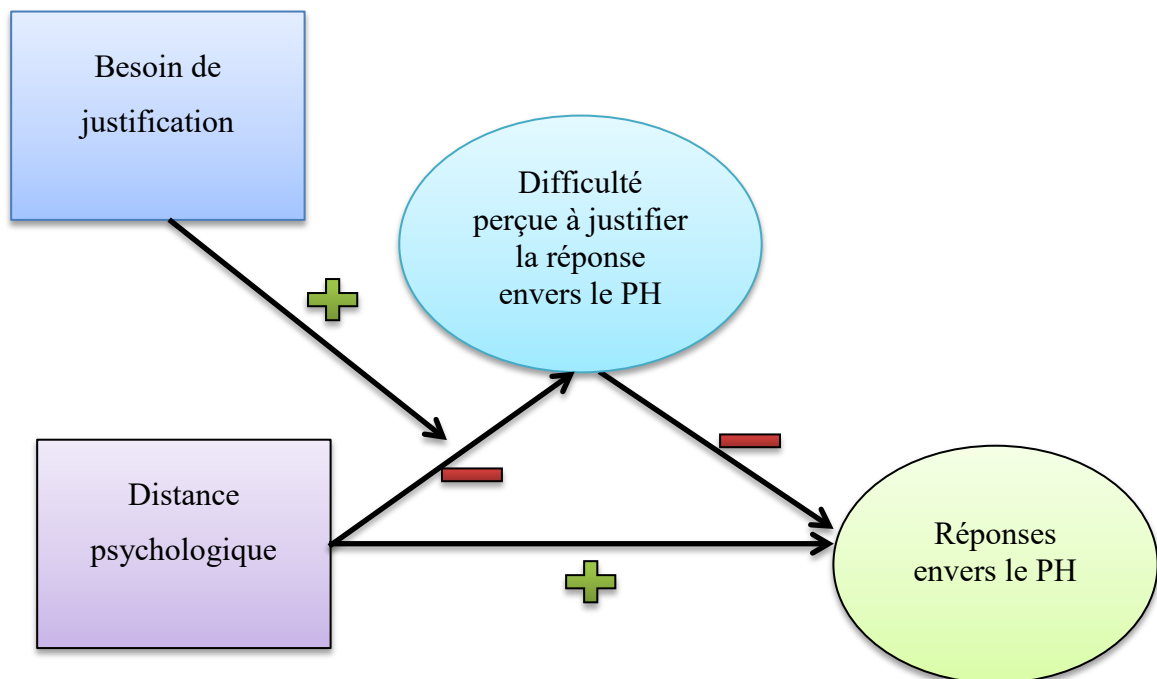 Besoin de
justification
Difficulté
perçue à justifier
la réponse
envers le PH
Distance
psychologique
Réponses
envers le PH